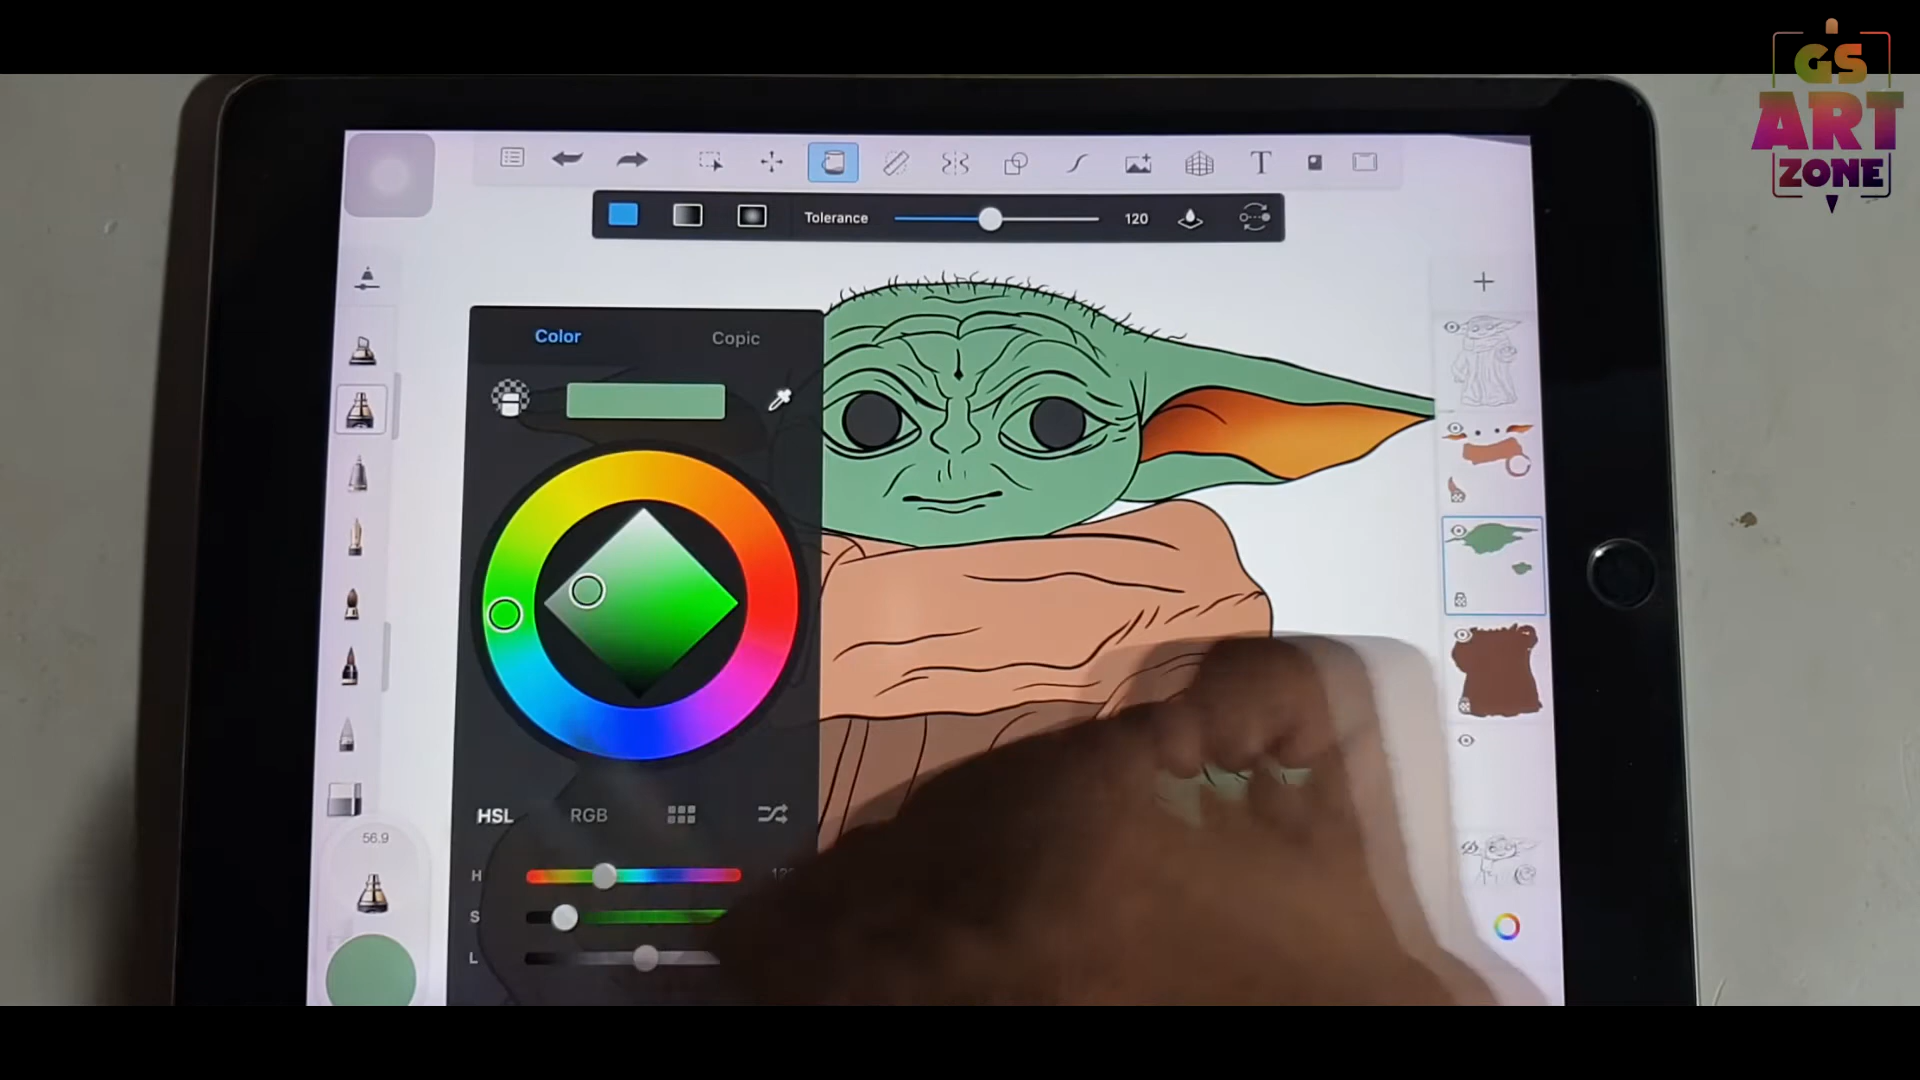 GS
ART
ZONE
T
Tolerance 120
Color Copic
HSL RGB
56.9
H
S
L